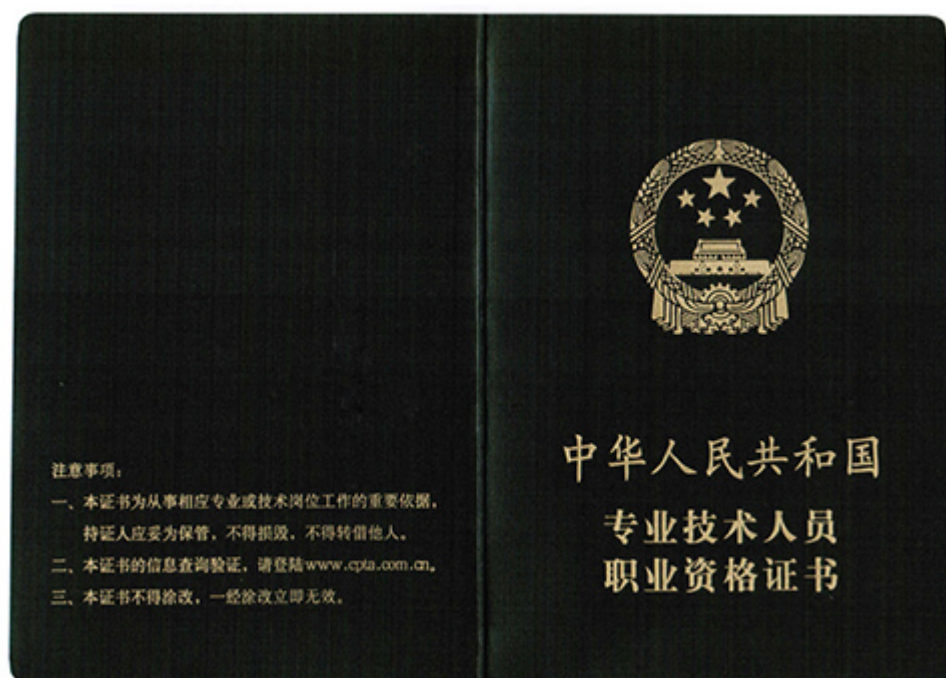 注意事项：
一、本证书为从事相应专业或技术岗位工作的重要依据，
持证人应妥为保管，不得损毁，不得转借他人。
二、本证书的信息查询验证，请登陆www.cpta.com.cn。
三、本证书不得涂改，一经涂改立即无效。
中华人民共和国
专业技术人员
职业资格证书